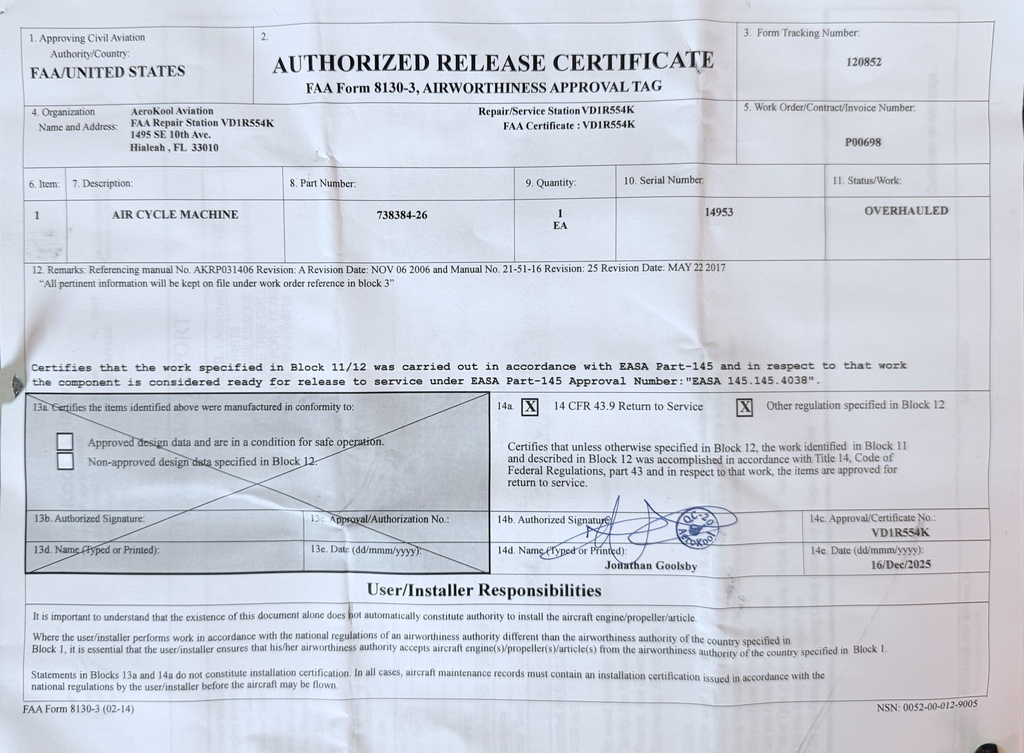 1. Approving Civil Aviation
Authority/Country:
FAA/UNITED STATES
2.
AUTHORIZED RELEASE CERTIFICATE
FAA Form 8130-3, AIRWORTHINESS APPROVAL TAG
3. Form Tracking Number:
120852
4. Organization
Name and Address:
AeroKool Aviation
FAA Repair Station VD1R554K
1495 SE 10th Ave.
Hialeah , FL 33010
Repair/Service Station VD1R554K
FAA Certificate : VD1R554K
5. Work Order/Contract/Invoice Number:
P00698
6. Item:
7. Description:
8. Part Number:
9. Quantity:
10. Serial Number:
11. Status/Work:
1
AIR CYCLE MACHINE
738384-26
1
EA
14953
OVERHAULED
12. Remarks: Referencing manual No. AKRP031406 Revision: A Revision Date: NOV 06 2006 and Manual No. 21-51-16 Revision: 25 Revision Date: MAY 22 2017
"All pertinent information will be kept on file under work order reference in block 3"
Certifies that the work specified in Block 11/12 was carried out in accordance with EASA Part-145 and in respect to that work
the component is considered ready for release to service under EASA Part-145 Approval Number:"EASA 145.145.4038".
13a. Certifies the items identified above were manufactured in conformity to:
Approved design data and are in a condition for safe operation.
Non-approved design data specified in Block 12.
14a. X 14 CFR 43.9 Return to Service X Other regulation specified in Block 12
Certifies that unless otherwise specified in Block 12, the work identified in Block 11
and described in Block 12 was accomplished in accordance with Title 14, Code of
Federal Regulations, part 43 and in respect to that work, the items are approved for
return to service.
13b. Authorized Signature:
13c. Approval/Authorization No.:
14b. Authorized Signature:
QC-20
AeroKool
14c. Approval/Certificate No.:
VD1R554K
13d. Name (Typed or Printed):
13e. Date (dd/mmm/yyyy):
14d. Name (Typed or Printed):
Jonathan Goolsby
14e. Date (dd/mmm/yyyy):
16/Dec/2025
User/Installer Responsibilities
It is important to understand that the existence of this document alone does not automatically constitute authority to install the aircraft engine/propeller/article.
Where the user/installer performs work in accordance with the national regulations of an airworthiness authority different than the airworthiness authority of the country specified in
Block 1, it is essential that the user/installer ensures that his/her airworthiness authority accepts aircraft engine(s)/propeller(s)/article(s) from the airworthiness authority of the country specified in Block 1.
Statements in Blocks 13a and 14a do not constitute installation certification. In all cases, aircraft maintenance records must contain an installation certification issued in accordance with the
national regulations by the user/installer before the aircraft may be flown.
FAA Form 8130-3 (02-14)
NSN: 0052-00-012-9005